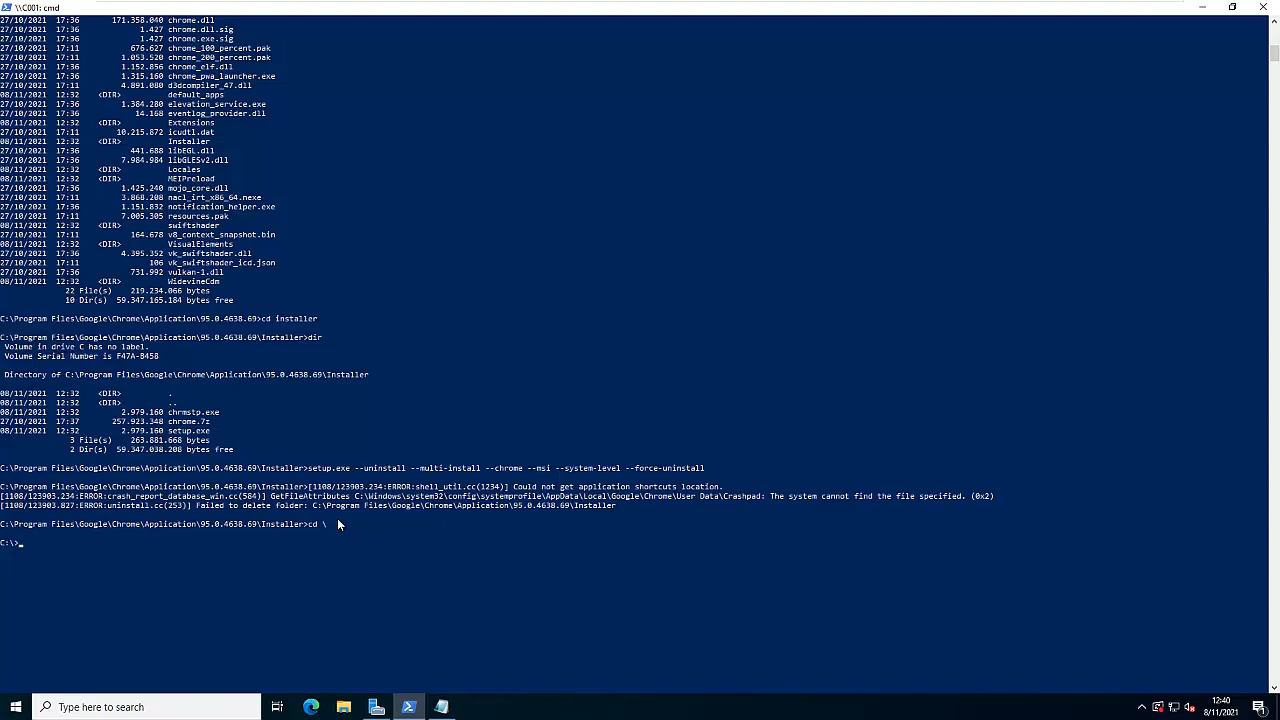 \\C001: cmd
27/10/2021  17:36       171.358.040 chrome.dll
27/10/2021  17:36             1.427 chrome.dll.sig
27/10/2021  17:36             1.427 chrome.exe.sig
27/10/2021  17:11           676.627 chrome_100_percent.pak
27/10/2021  17:11         1.053.520 chrome_200_percent.pak
27/10/2021  17:36         1.152.856 chrome_elf.dll
27/10/2021  17:36         1.315.160 chrome_pwa_launcher.exe
27/10/2021  17:11         4.891.080 d3dcompiler_47.dll
08/11/2021  12:32    <DIR>          default_apps
27/10/2021  17:36         1.384.280 elevation_service.exe
27/10/2021  17:36            14.168 eventlog_provider.dll
08/11/2021  12:32    <DIR>          Extensions
27/10/2021  17:11        10.215.872 icudtl.dat
08/11/2021  12:32    <DIR>          Installer
27/10/2021  17:36           441.688 libEGL.dll
27/10/2021  17:36         7.984.984 libGLESv2.dll
08/11/2021  12:32    <DIR>          Locales
08/11/2021  12:32    <DIR>          MEIPreload
27/10/2021  17:36         1.425.240 mojo_core.dll
27/10/2021  17:11         3.868.208 nacl_irt_x86_64.nexe
27/10/2021  17:36         1.151.832 notification_helper.exe
27/10/2021  17:11         7.005.305 resources.pak
08/11/2021  12:32    <DIR>          swiftshader
27/10/2021  17:11           164.678 v8_context_snapshot.bin
08/11/2021  12:32    <DIR>          VisualElements
27/10/2021  17:36         4.395.352 vk_swiftshader.dll
27/10/2021  17:11               106 vk_swiftshader_icd.json
27/10/2021  17:36           731.992 vulkan-1.dll
08/11/2021  12:32    <DIR>          WidevineCdm
22 File(s)    219.234.066 bytes
10 Dir(s)  59.347.165.184 bytes free
C:\Program Files\Google\Chrome\Application\95.0.4638.69>cd installer
C:\Program Files\Google\Chrome\Application\95.0.4638.69\Installer>dir
Volume in drive C has no label.
Volume Serial Number is F47A-B458
Directory of C:\Program Files\Google\Chrome\Application\95.0.4638.69\Installer
08/11/2021  12:32    <DIR>          .
08/11/2021  12:32    <DIR>          ..
08/11/2021  12:32         2.979.160 chrmstp.exe
27/10/2021  17:37       257.923.348 chrome.7z
08/11/2021  12:32         2.979.160 setup.exe
3 File(s)    263.881.668 bytes
2 Dir(s)  59.347.038.208 bytes free
C:\Program Files\Google\Chrome\Application\95.0.4638.69\Installer>setup.exe --uninstall --multi-install --chrome --msi --system-level --force-uninstall
C:\Program Files\Google\Chrome\Application\95.0.4638.69\Installer>[1108/123903.234:ERROR:shell_util.cc(1234)] Could not get application shortcuts location.
[1108/123903.234:ERROR:crash_report_database_win.cc(584)] GetFileAttributes C:\Windows\system32\config\systemprofile\AppData\Local\Google\Chrome\User Data\Crashpad: The system cannot find the file specified. (0x2)
[1108/123903.827:ERROR:uninstall.cc(253)] Failed to delete folder: C:\Program Files\Google\Chrome\Application\95.0.4638.69\Installer
C:\Program Files\Google\Chrome\Application\95.0.4638.69\Installer>cd \
C:\>_
Type here to search
12:40
8/11/2021
1